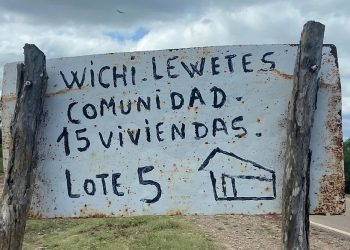 WICHI-LEWETES
COMUNIDAD.
15 VIVIENDAS.
LOTE 5